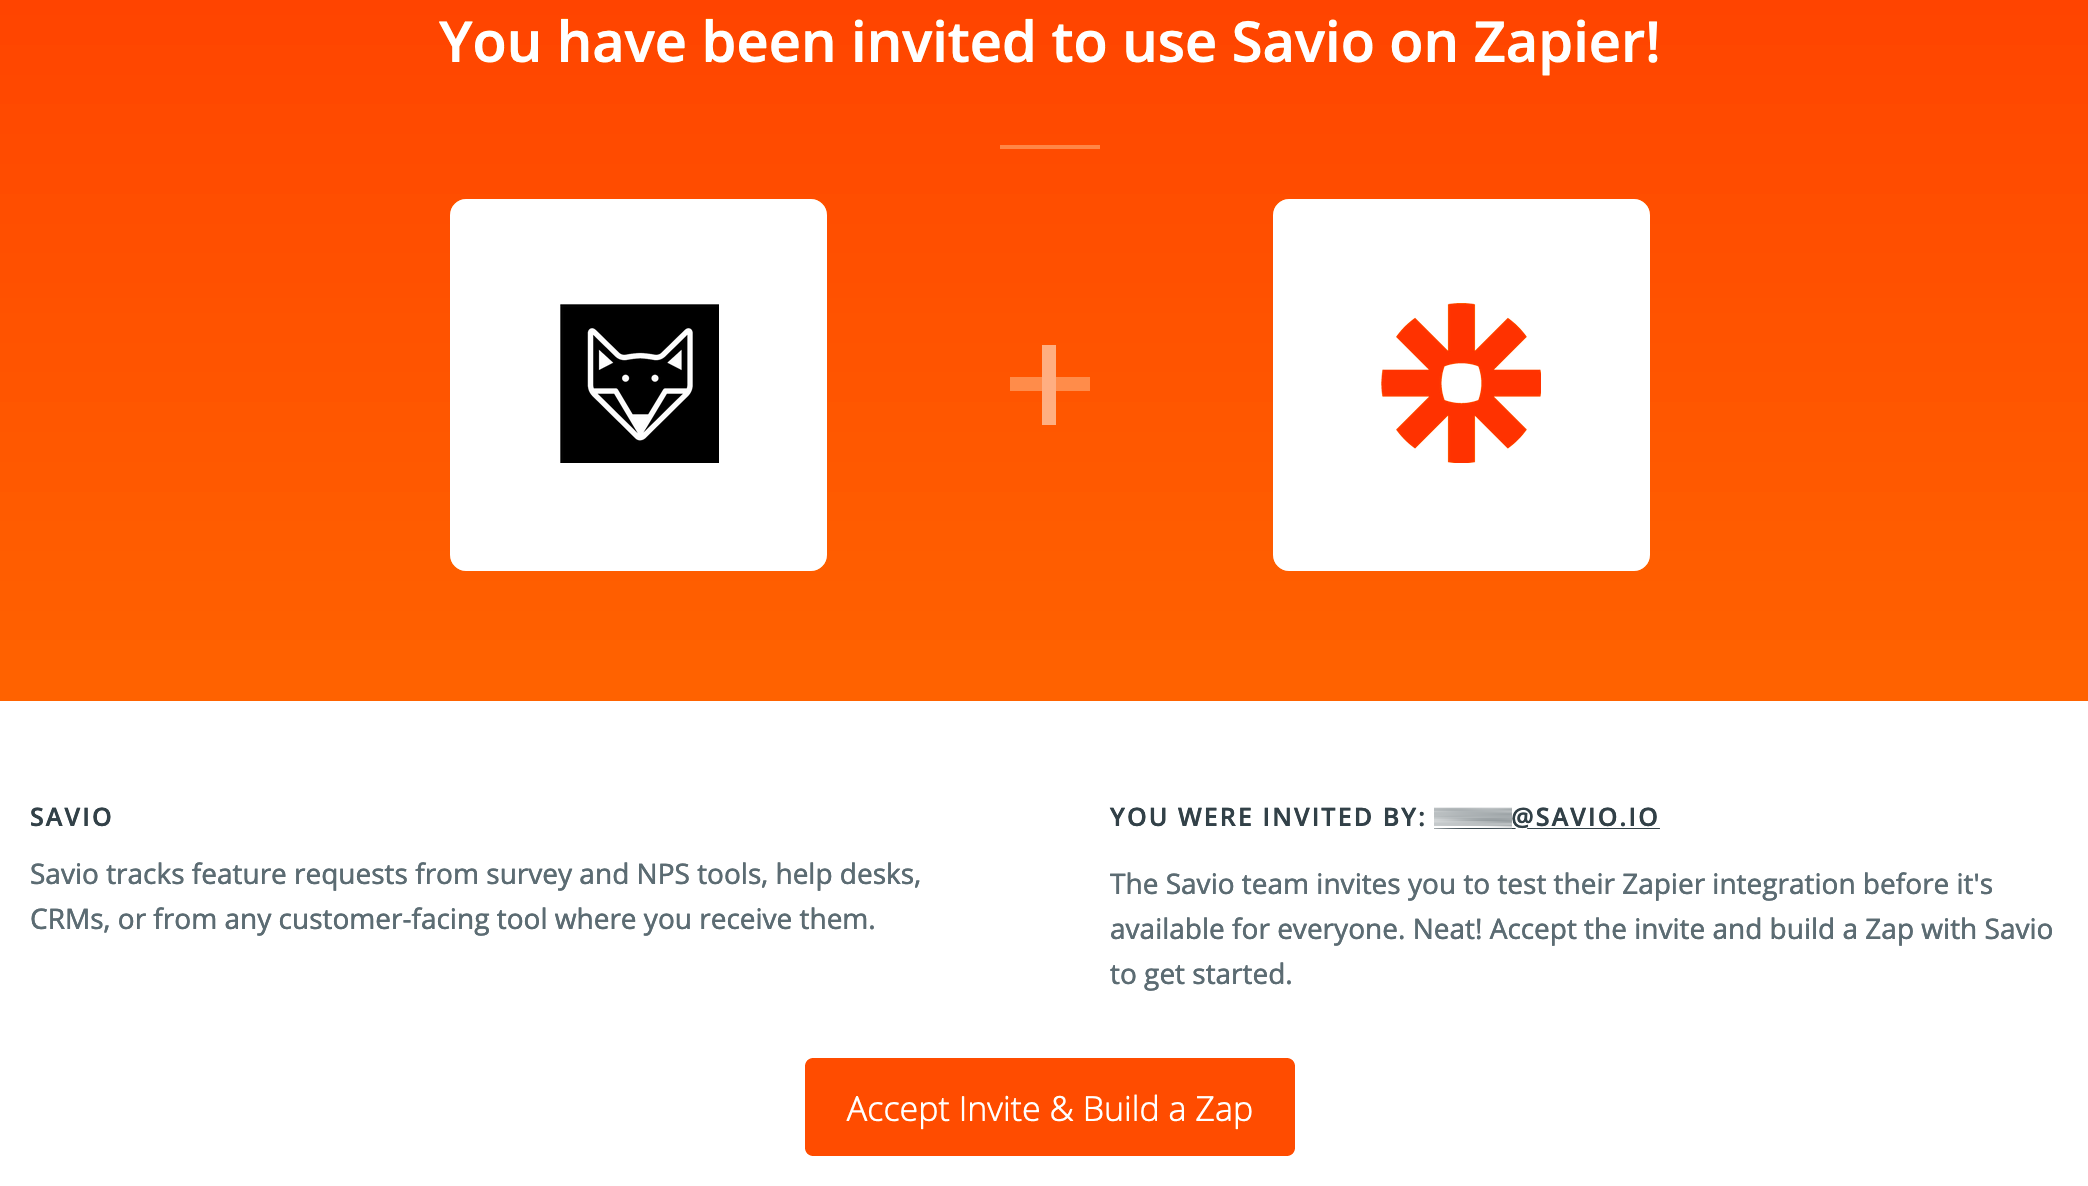 You have been invited to use Savio on Zapier!
SAVIO
Savio tracks feature requests from survey and NPS tools, help desks,
CRMs, or from any customer-facing tool where you receive them.
YOU WERE INVITED BY: @SAVIO.IO
The Savio team invites you to test their Zapier integration before it's
available for everyone. Neat! Accept the invite and build a Zap with Savio
to get started.
Accept Invite & Build a Zap